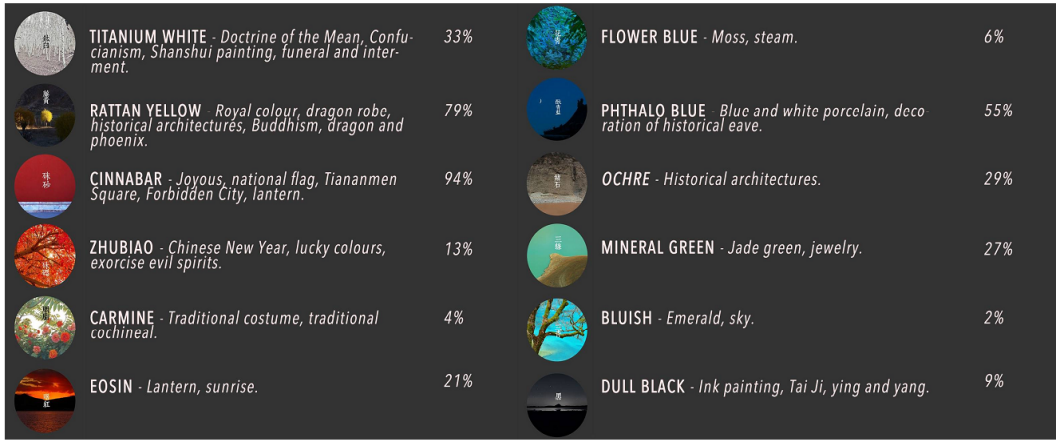 TITANIUM WHITE - Doctrine of the Mean, Confu-
cianism, Shanshui painting, funeral and inter-
ment.
33%
RATTAN YELLOW - Royal colour, dragon robe,
historical architectures, Buddhism, dragon and
phoenix.
79%
CINNABAR - Joyous, national flag, Tiananmen
Square, Forbidden City, lantern.
94%
ZHUBIAO - Chinese New Year, lucky colours,
exorcise evil spirits.
13%
CARMINE - Traditional costume, traditional
cochineal.
4%
EOSIN - Lantern, sunrise.
21%
FLOWER BLUE - Moss, steam.
6%
PHTHALO BLUE - Blue and white porcelain, deco-
ration of historical eave.
55%
OCHRE - Historical architectures.
29%
MINERAL GREEN - Jade green, jewelry.
27%
BLUISH - Emerald, sky.
2%
DULL BLACK - Ink painting, Tai Ji, ying and yang.
9%